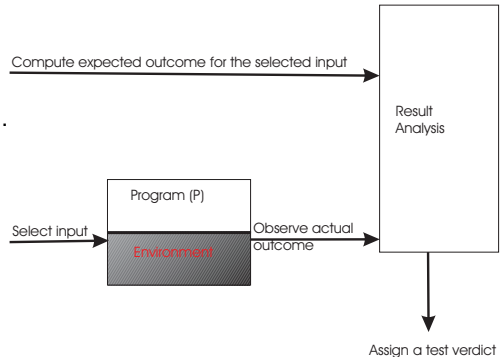 Compute expected outcome for the selected input
Result
Analysis
Program (P)
Select input
Environment
Observe actual
outcome
Assign a test verdict